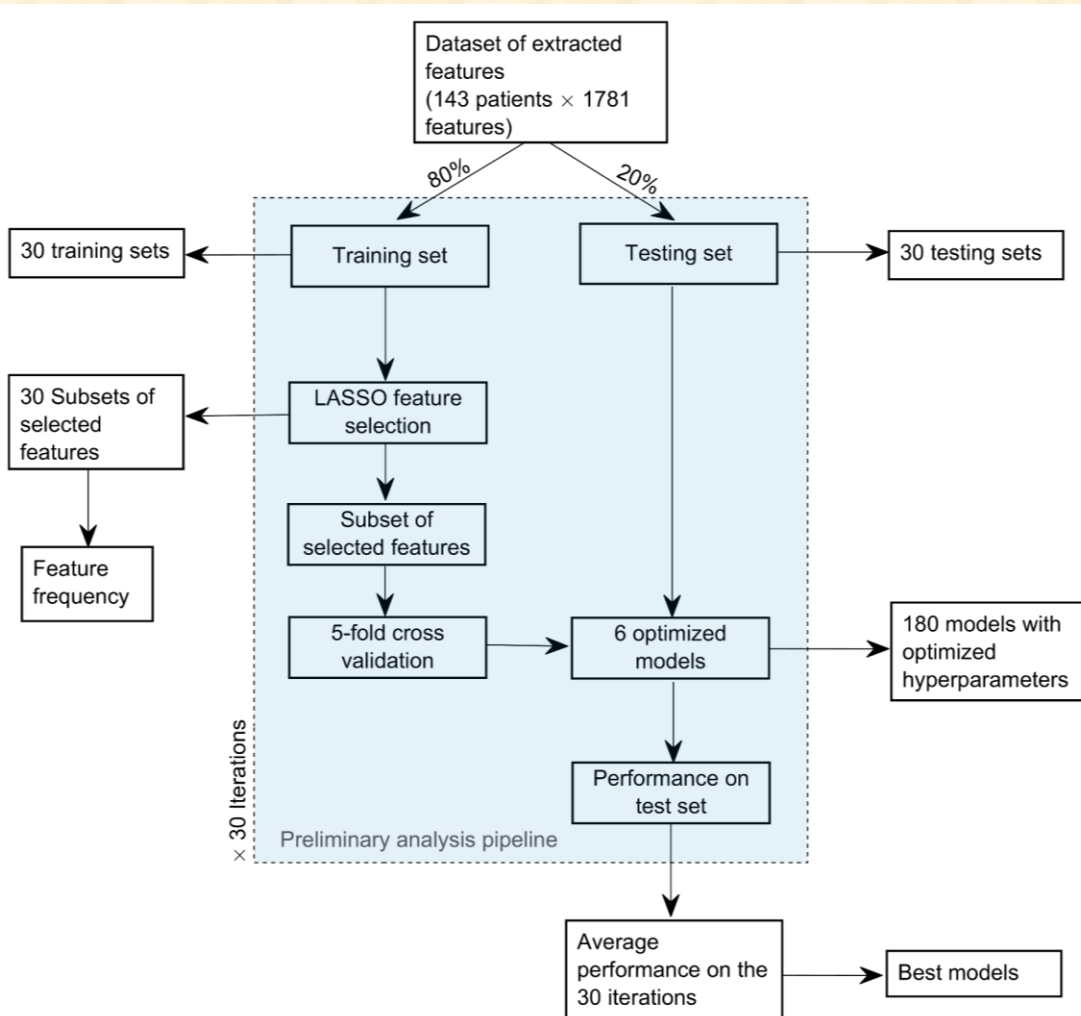 Dataset of extracted
features
(143 patients × 1781
features)
80%
20%
30 training sets
Training set
Testing set
30 testing sets
30 Subsets of
selected
features
LASSO feature
selection
Subset of
selected features
Feature
frequency
5-fold cross
validation
6 optimized
models
180 models with
optimized
hyperparameters
× 30 Iterations
Performance on
test set
Preliminary analysis pipeline
Average
performance on the
30 iterations
Best models